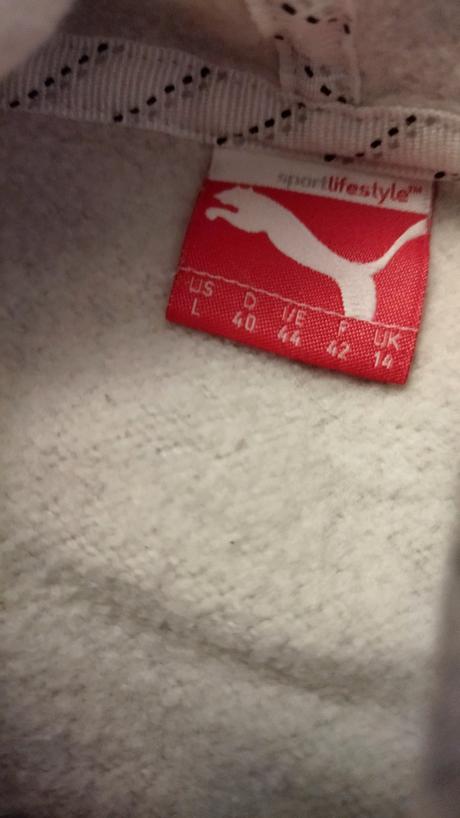 sportlifestyle™
US D I/E F UK
L 40 44 42 14